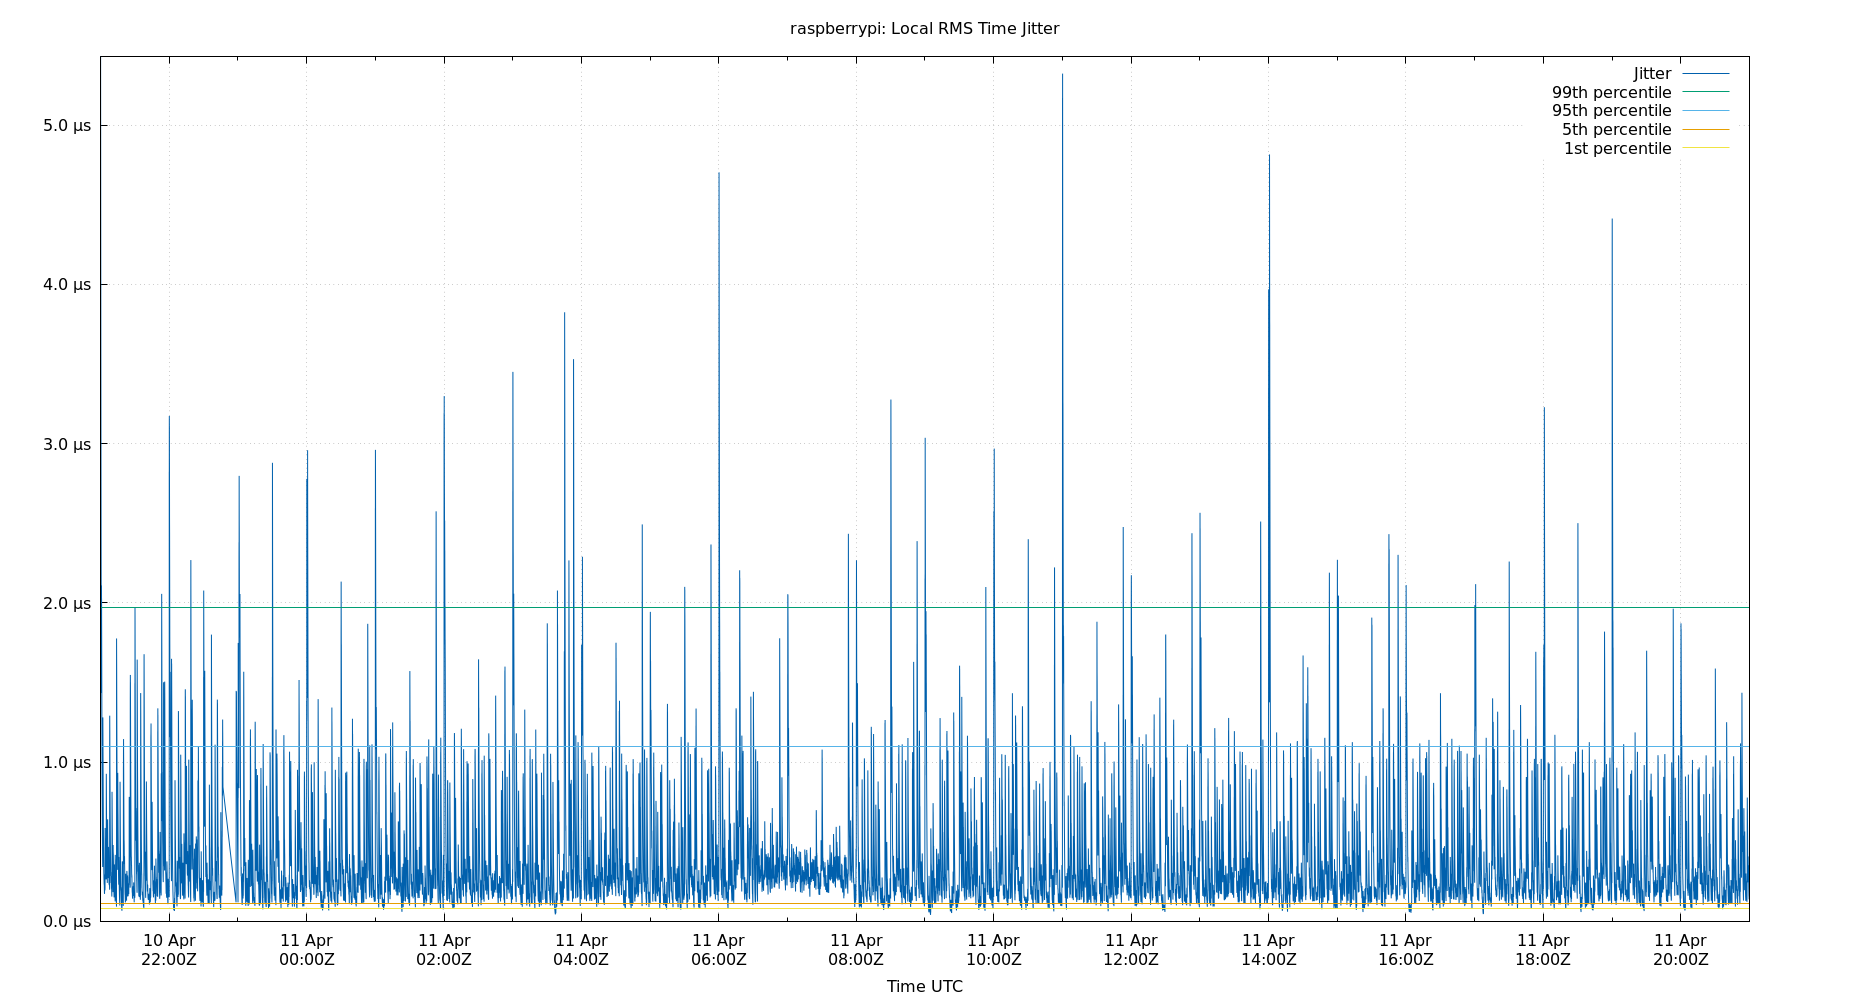 raspberrypi: Local RMS Time Jitter
Jitter
99th percentile
95th percentile
5th percentile
1st percentile
5.0 µs
4.0 µs
3.0 µs
2.0 µs
1.0 µs
0.0 µs
10 Apr 11 Apr 11 Apr 11 Apr 11 Apr 11 Apr 11 Apr 11 Apr 11 Apr 11 Apr 11 Apr 11 Apr
22:00Z 00:00Z 02:00Z 04:00Z 06:00Z 08:00Z 10:00Z 12:00Z 14:00Z 16:00Z 18:00Z 20:00Z
Time UTC